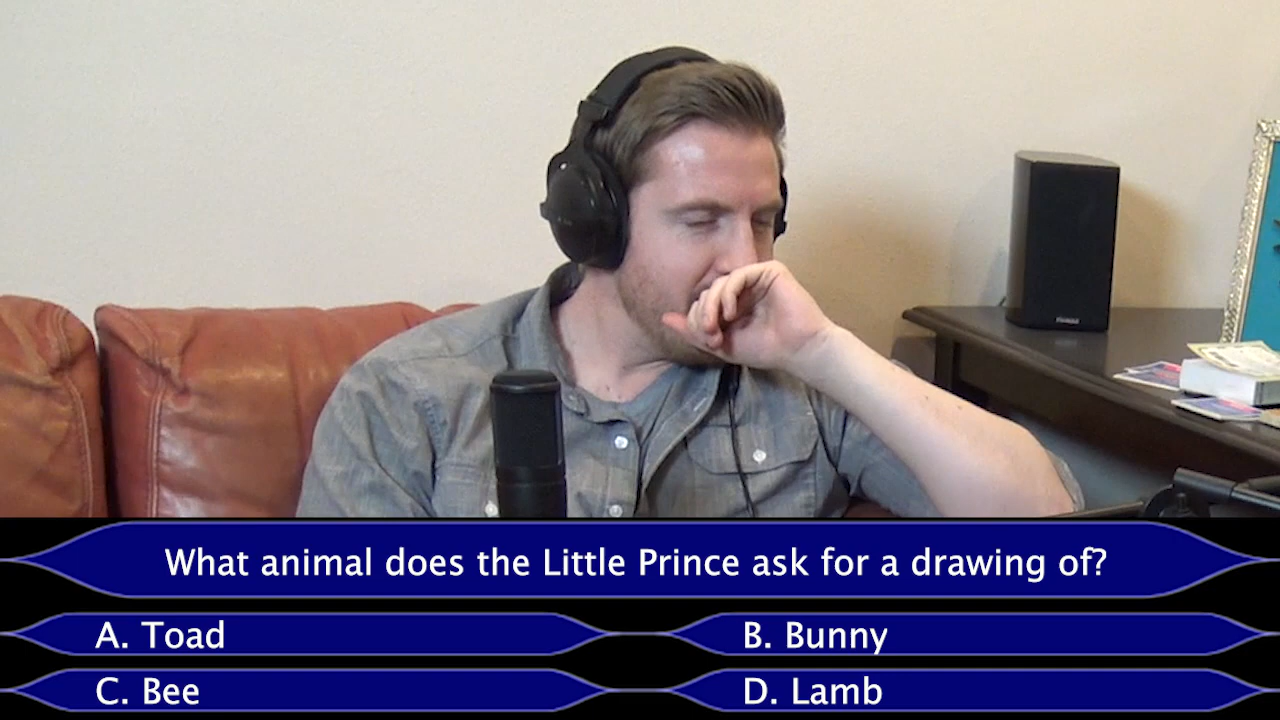 What animal does the Little Prince ask for a drawing of?
A. Toad
B. Bunny
C. Bee
D. Lamb